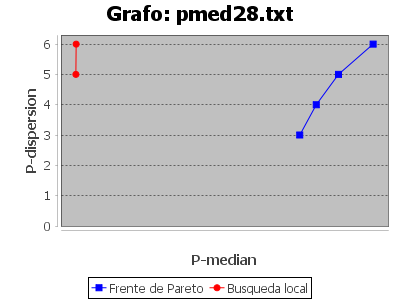 Grafo: pmed28.txt
6
5
4
3
2
1
0
P-dispersion
P-median
Frente de Pareto
Busqueda local